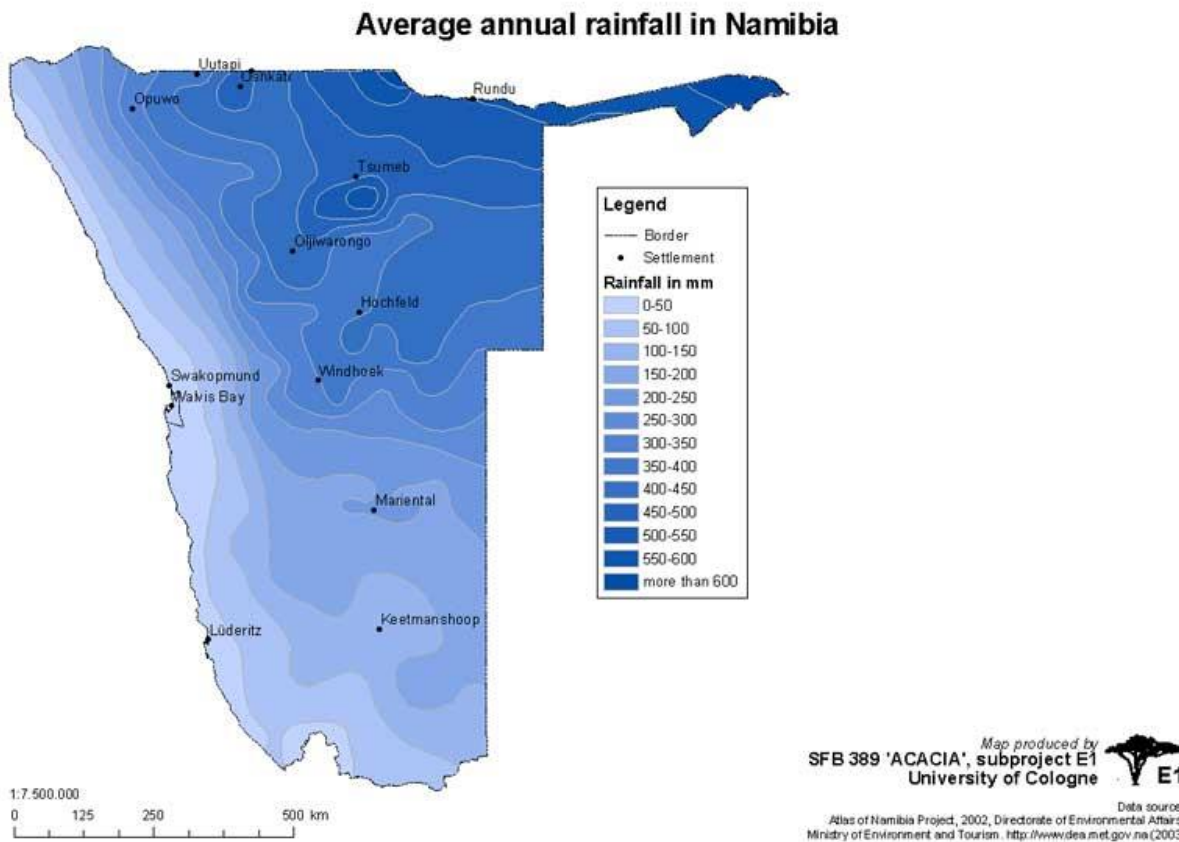 Average annual rainfall in Namibia
Uutapi
Oshkati
Opuwo
Rundu
Tsumeb
Oljiwarongo
Hochfeld
Windhoek
Swakopmund
Walvis Bay
Mariental
Keetmanshoop
Lüderitz
Legend
Border
Settlement
Rainfall in mm
0-50
50-100
100-150
150-200
200-250
250-300
300-350
350-400
400-450
450-500
500-550
550-600
more than 600
1:7.500.000
0 125 250 500 km
Map produced by
SFB 389 'ACACIA', subproject E1
University of Cologne
E1
Data source
Atlas of Namibia Project, 2002, Directorate of Environmental Affairs
Ministry of Environment and Tourism. http://www.dea.met.gov.na (2003